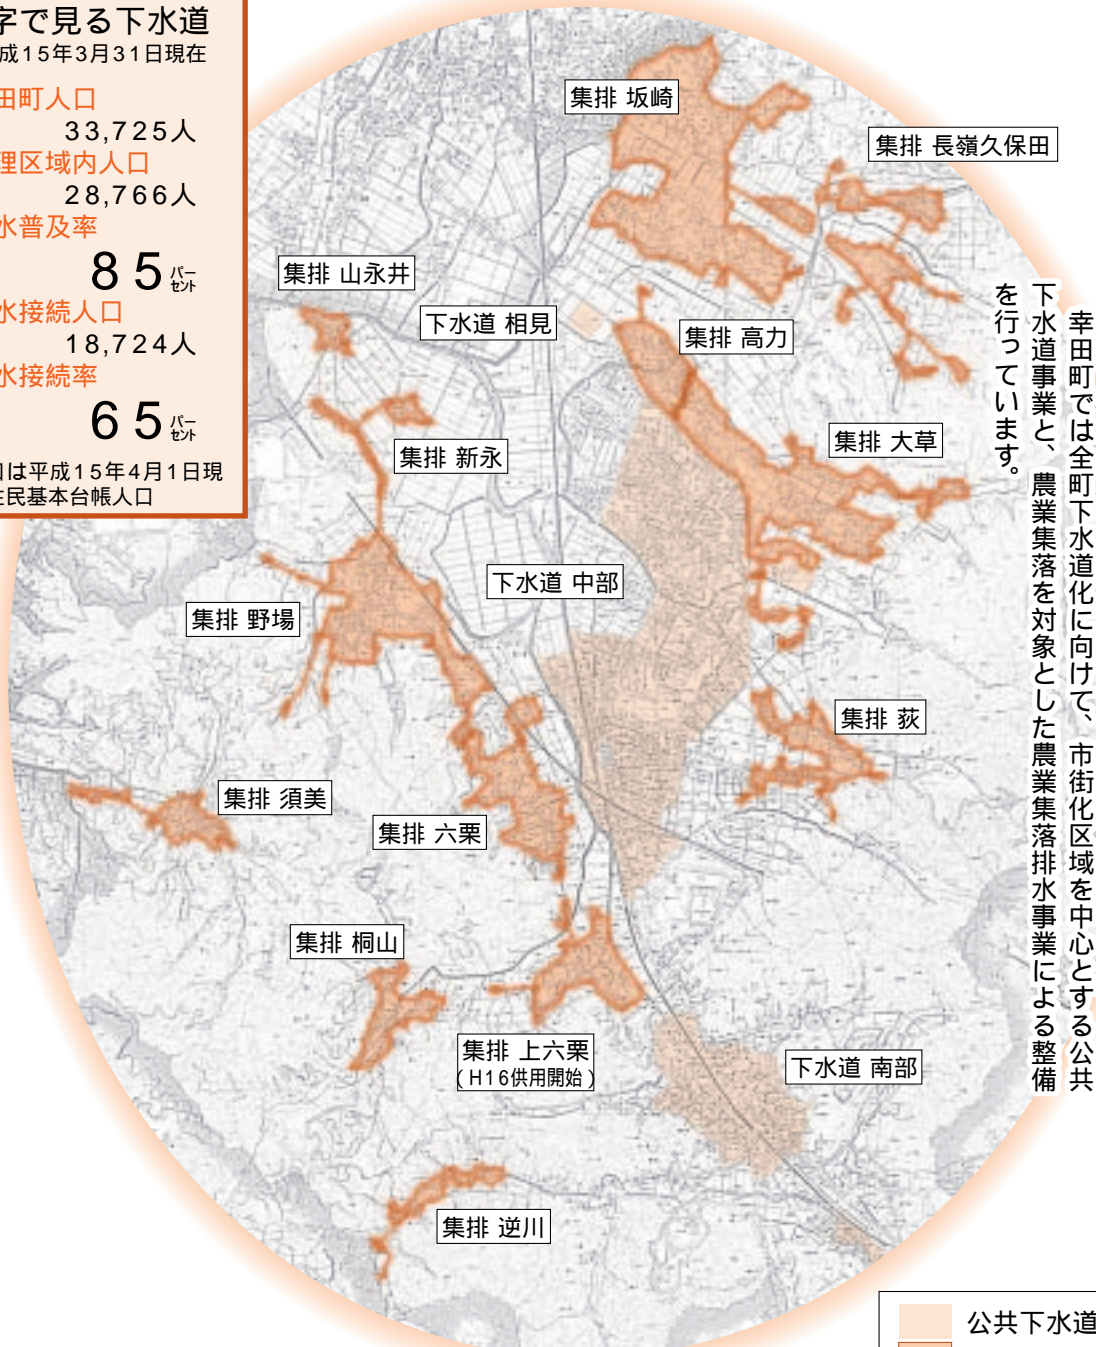 字で見る下水道
成15年3月31日現在
田町人口
33,725人
理区域内人口
28,766人
水普及率
85パーセント
水接続人口
18,724人
水接続率
65パーセント
口は平成15年4月1日現
住民基本台帳人口
集排 坂崎
集排 長嶺久保田
集排 山永井
下水道 相見
集排 高力
集排 大草
集排 新永
下水道 中部
集排 野場
集排 荻
集排 須美
集排 六栗
集排 桐山
集排 上六栗
(H16供用開始)
下水道 南部
集排 逆川
幸田町では全町下水道化に向けて、市街化区域を中心とする公共
下水道事業と、農業集落を対象とした農業集落排水事業による整備
を行っています。
公共下水道